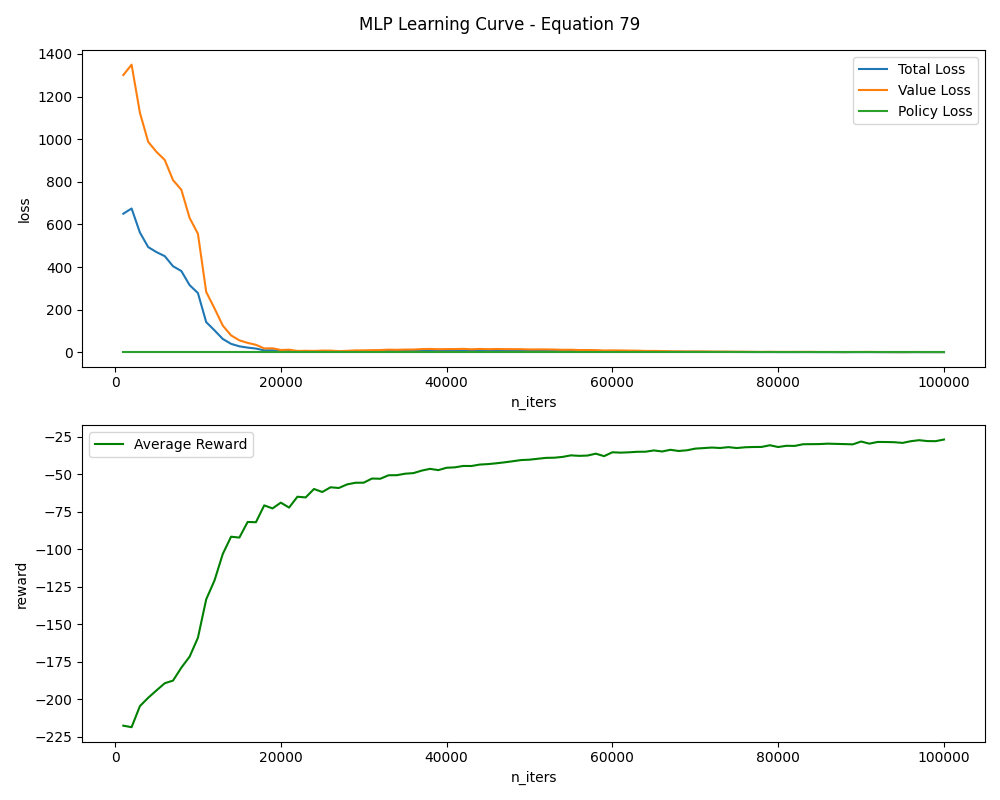 MLP Learning Curve - Equation 79
1400
1200
1000
800
600
400
200
0
loss
Total Loss
Value Loss
Policy Loss
0 20000 40000 60000 80000 100000
n_iters
−25
−50
−75
−100
−125
−150
−175
−200
−225
reward
Average Reward
0 20000 40000 60000 80000 100000
n_iters